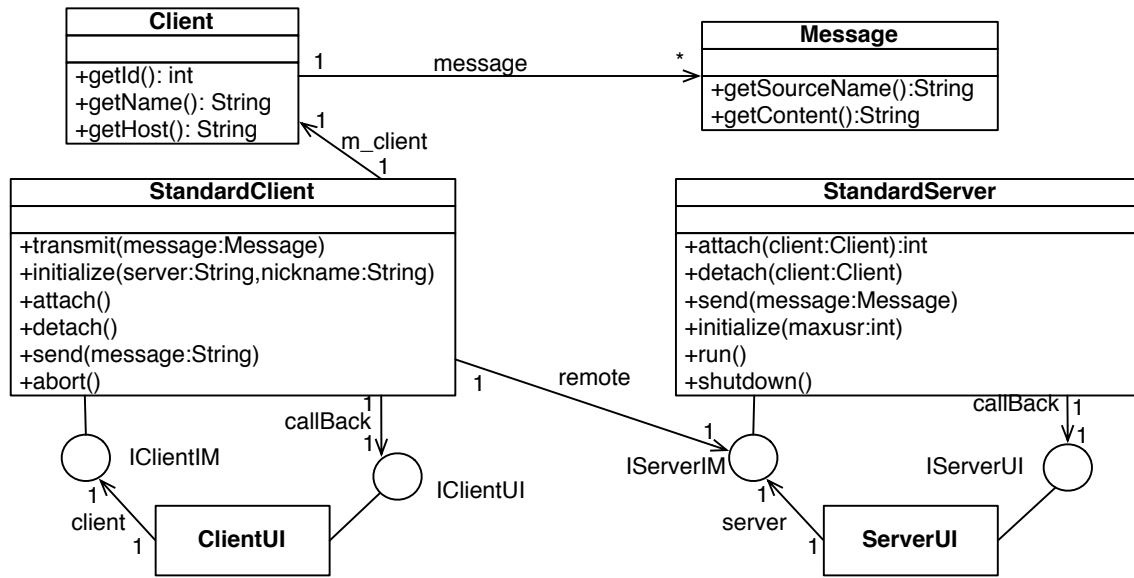 Client
+getId(): int
+getName(): String
+getHost(): String
1
message
*
Message
+getSourceName():String
+getContent():String
1
m_client
1
StandardClient
+transmit(message:Message)
+initialize(server:String,nickname:String)
+attach()
+detach()
+send(message:String)
+abort()
StandardServer
+attach(client:Client):int
+detach(client:Client)
+send(message:Message)
+initialize(maxusr:int)
+run()
+shutdown()
1
remote
1
1
callBack
1
callBack
1
1
IClientIM
IClientUI
IServerIM
IServerUI
1
client
1
ClientUI
1
server
1
ServerUI